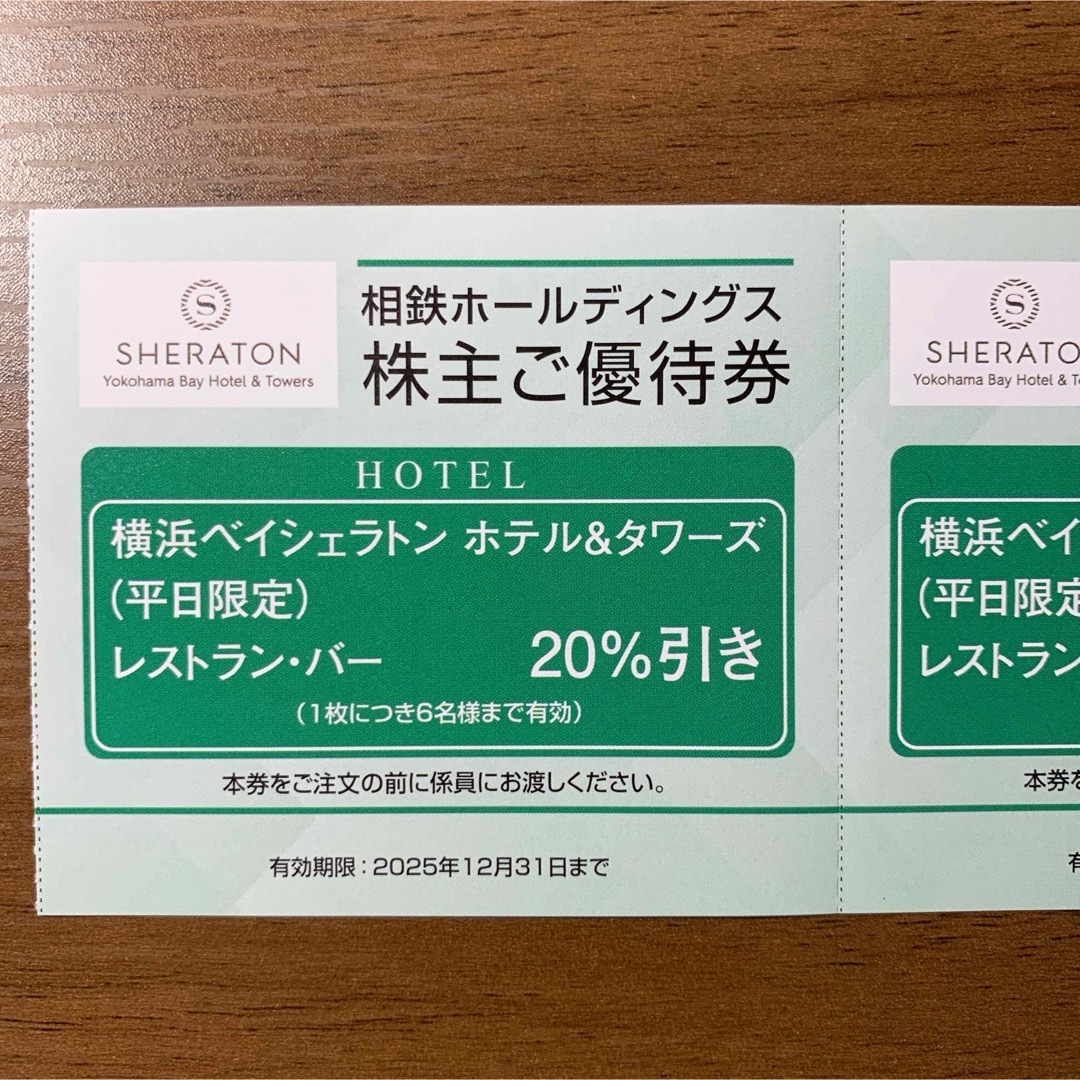 S
SHERATON
Yokohama Bay Hotel & Towers
相鉄ホールディングス
株主ご優待券
HOTEL
横浜ベイシェラトン ホテル&タワーズ
(平日限定)
レストラン・バー 20%引き
(1枚につき6名様まで有効)
本券をご注文の前に係員にお渡しください。
有効期限：2025年12月31日まで
S
SHERATO
Yokohama Bay Hotel & T
横浜ベイ
(平日限定
レストラン
本券を
有